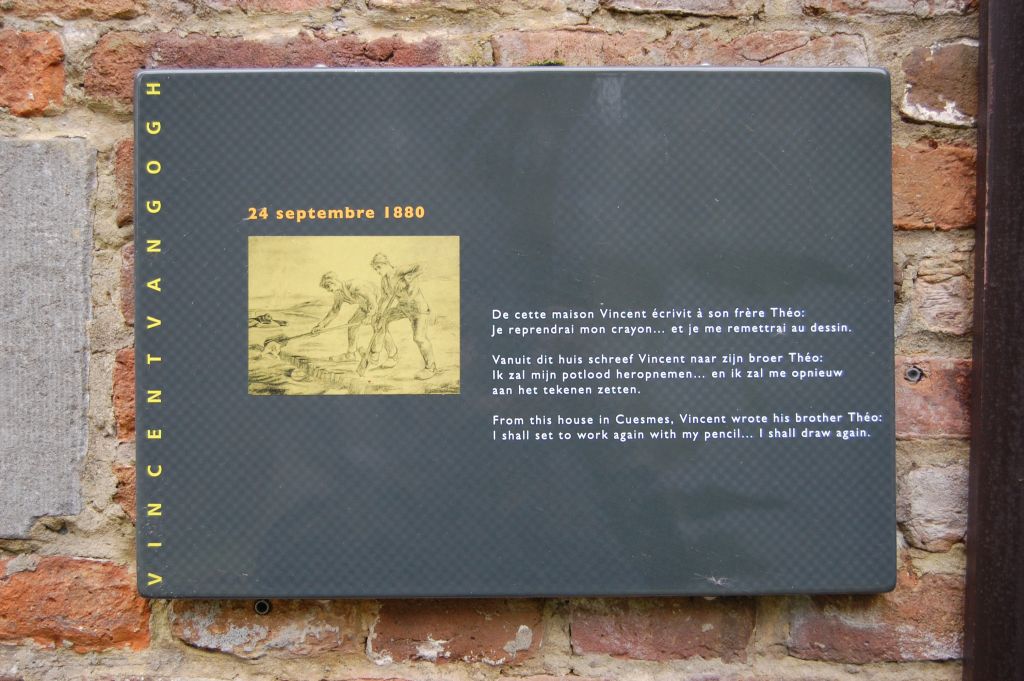 VINCENTVANGOGH
24 septembre 1880
De cette maison Vincent écrivit à son frère Théo:
Je reprendrai mon crayon... et je me remettrai au dessin.
Vanuit dit huis schreef Vincent naar zijn broer Théo:
Ik zal mijn potlood heropnemen... en ik zal me opnieuw
aan het tekenen zetten.
From this house in Cuesmes, Vincent wrote his brother Théo:
I shall set to work again with my pencil... I shall draw again.